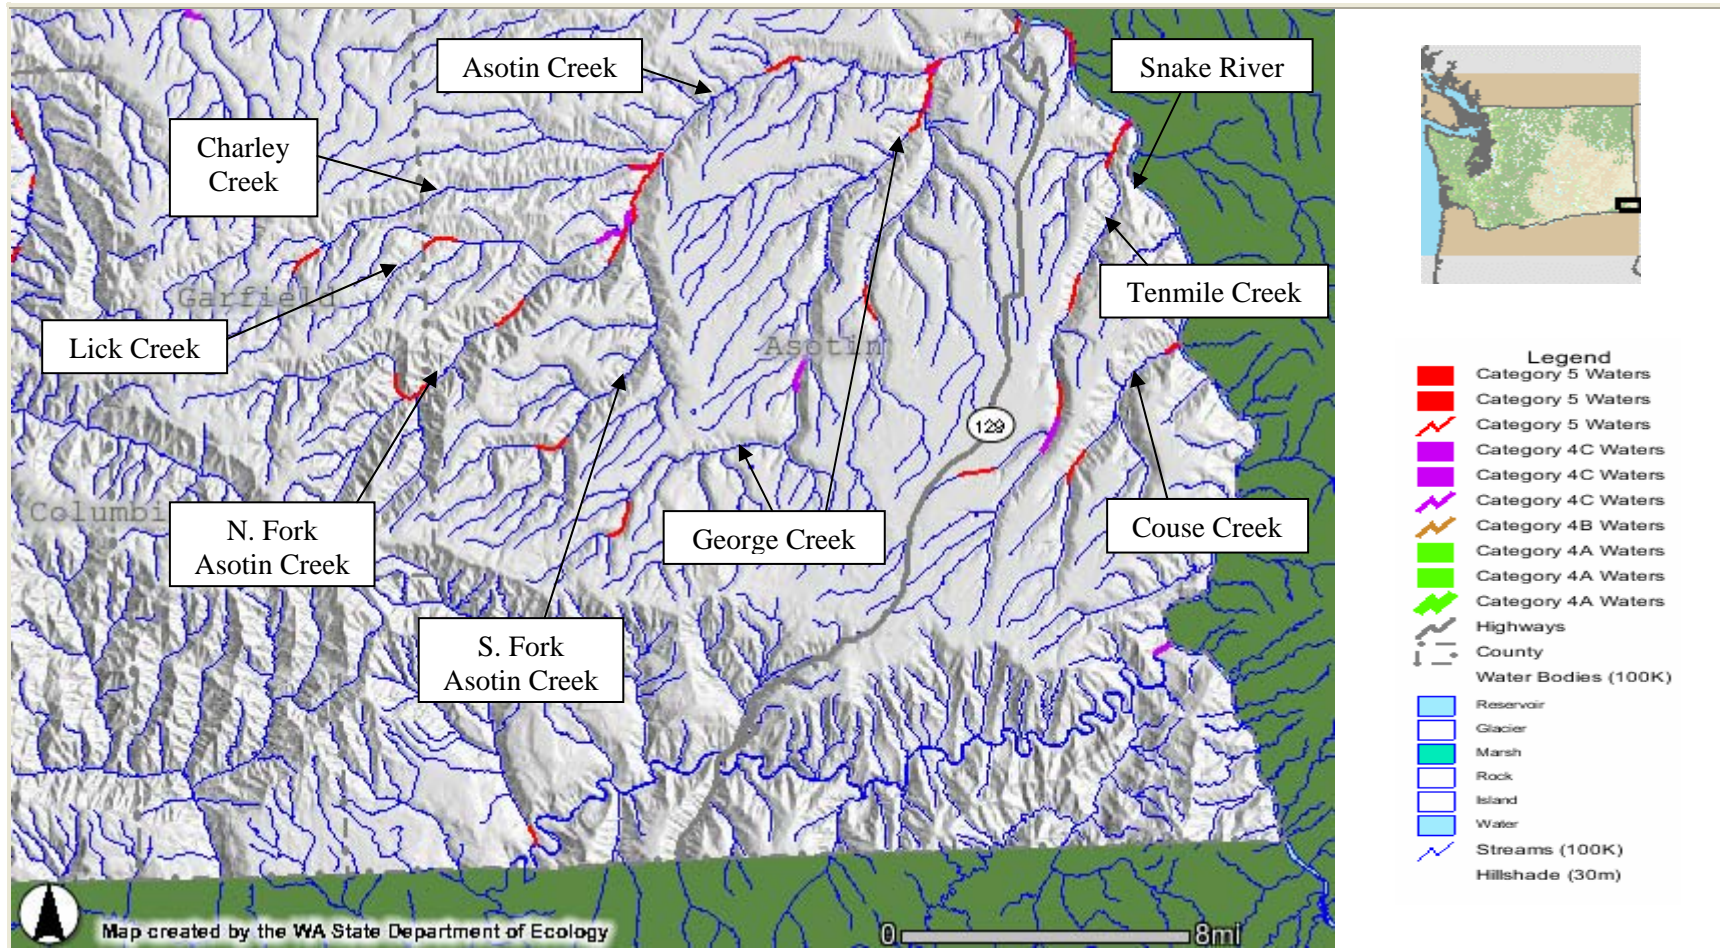 Asotin Creek
Snake River
Charley
Creek
Garfield
Tenmile Creek
Lick Creek
Asotin
129
Columbi
N. Fork
Asotin Creek
George Creek
Couse Creek
S. Fork
Asotin Creek
Map created by the WA State Department of Ecology
0 8mi
Legend
Category 5 Waters
Category 5 Waters
Category 5 Waters
Category 4C Waters
Category 4C Waters
Category 4C Waters
Category 4B Waters
Category 4A Waters
Category 4A Waters
Category 4A Waters
Highways
County
Water Bodies (100K)
Reservoir
Glacier
Marsh
Rock
Island
Water
Streams (100K)
Hillshade (30m)